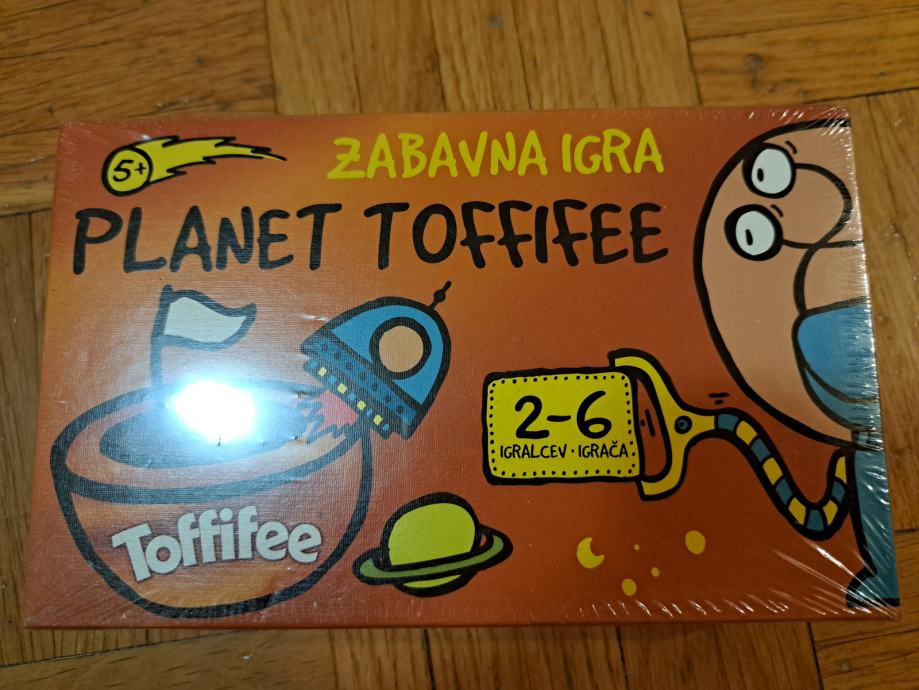 5+
ZABAVNA IGRA
PLANET TOFFIFEE
2-6
IGRALCEV · IGRAČA
Toffifee